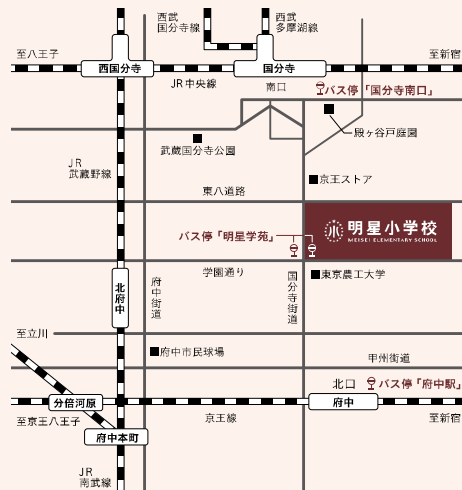 西武
国分寺線
西武
多摩湖線
至八王子
至新宿
西国分寺
国分寺
JR中央線
南口
バス停「国分寺南口」
殿ヶ谷戸庭園
武蔵国分寺公園
JR
武蔵野線
京王ストア
東八道路
明星小学校
MEISEI ELEMENTARY SCHOOL
バス停「明星学苑」
学園通り
東京農工大学
北府中
府中街道
国分寺街道
至立川
府中市民球場
甲州街道
北口
バス停「府中駅」
分倍河原
府中
至京王八王子
京王線
至新宿
府中本町
JR
南武線